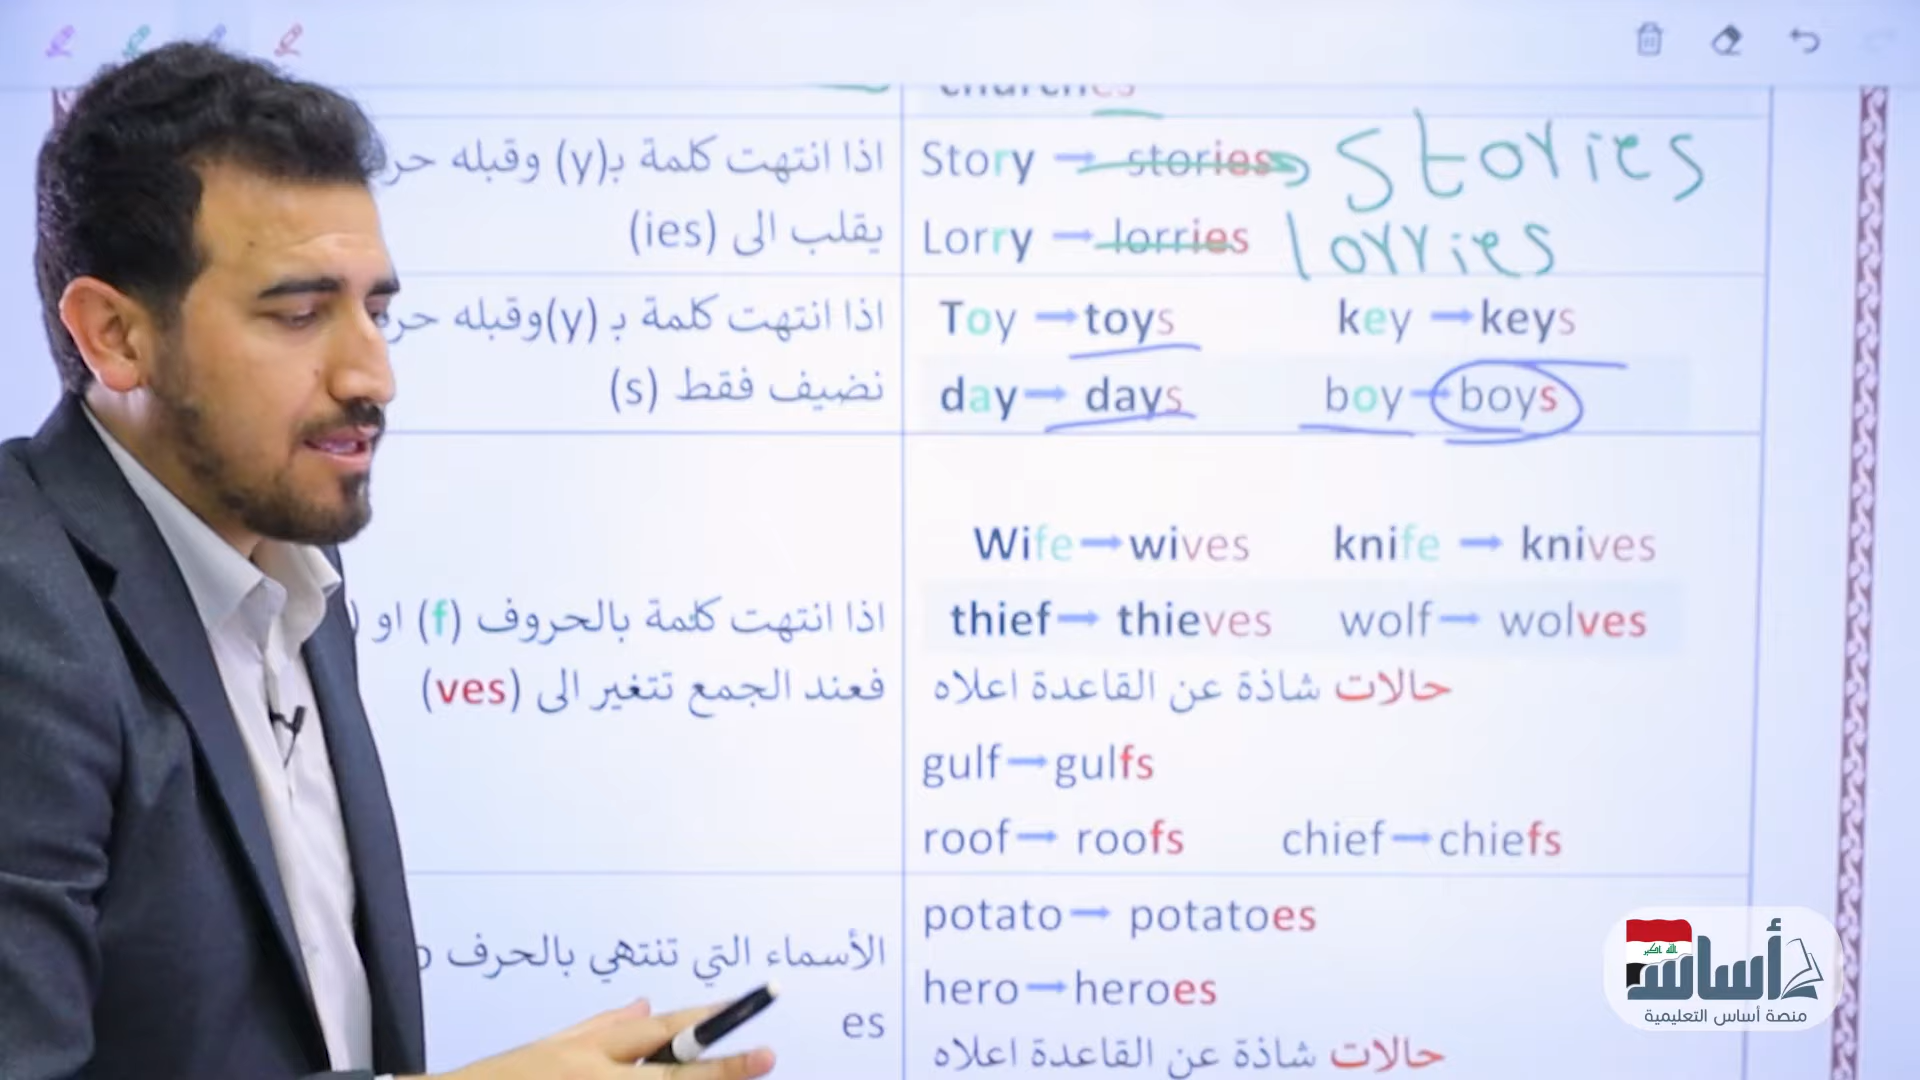 Story → stories stories
اذا انتهت كلمة بـ(y) وقبله
Lorry → lorries lorries
يقلب الى (ies)
Toy → toys key → keys
اذا انتهت كلمة بـ (y)وقبله
day → days boy → boys
نضيف فقط (s)
Wife → wives knife → knives
thief → thieves wolf → wolves
اذا انتهت كلمة بالحروف (f) او
فعند الجمع تتغير الى (ves)
حالات شاذة عن القاعدة اعلاه
gulf → gulfs
roof → roofs chief → chiefs
potato → potatoes
الأسماء التي تنتهي بالحرف
hero → heroes
es
حالات شاذة عن القاعدة اعلاه
أساس
منصة أساس التعليمية